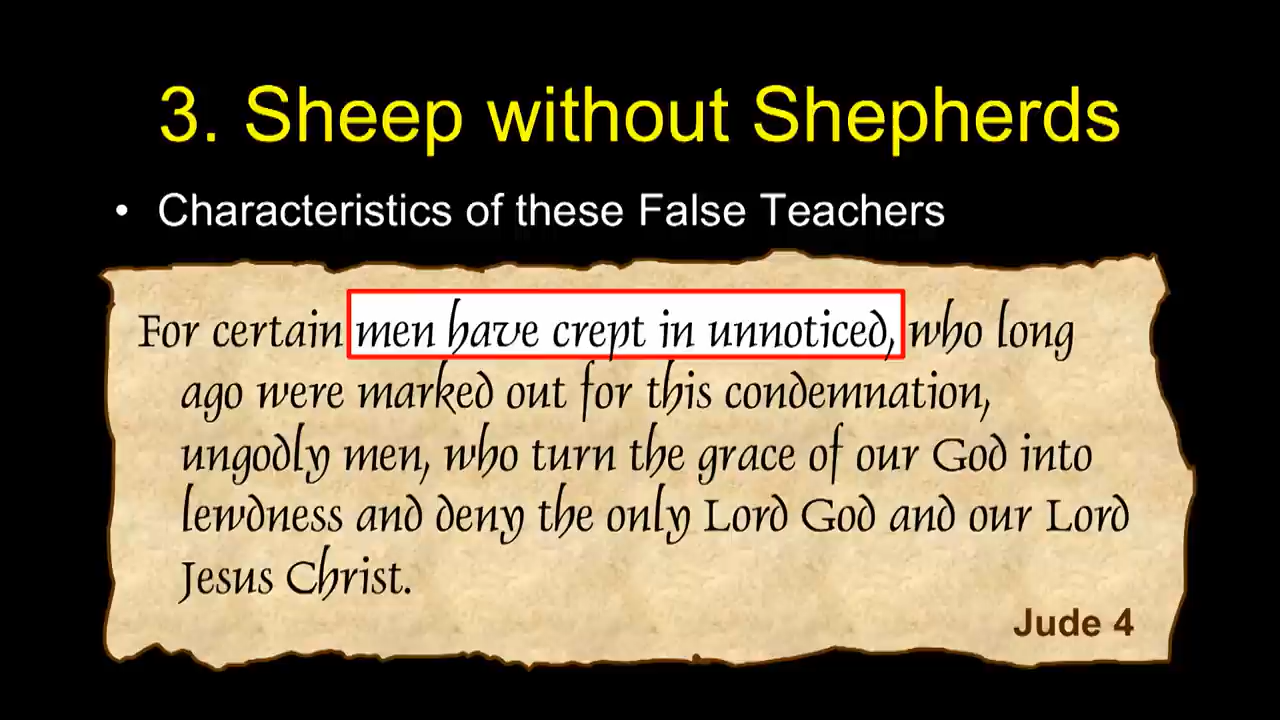 3. Sheep without Shepherds
• Characteristics of these False Teachers
For certain men have crept in unnoticed, who long
ago were marked out for this condemnation,
ungodly men, who turn the grace of our God into
lewdness and deny the only Lord God and our Lord
Jesus Christ.
Jude 4